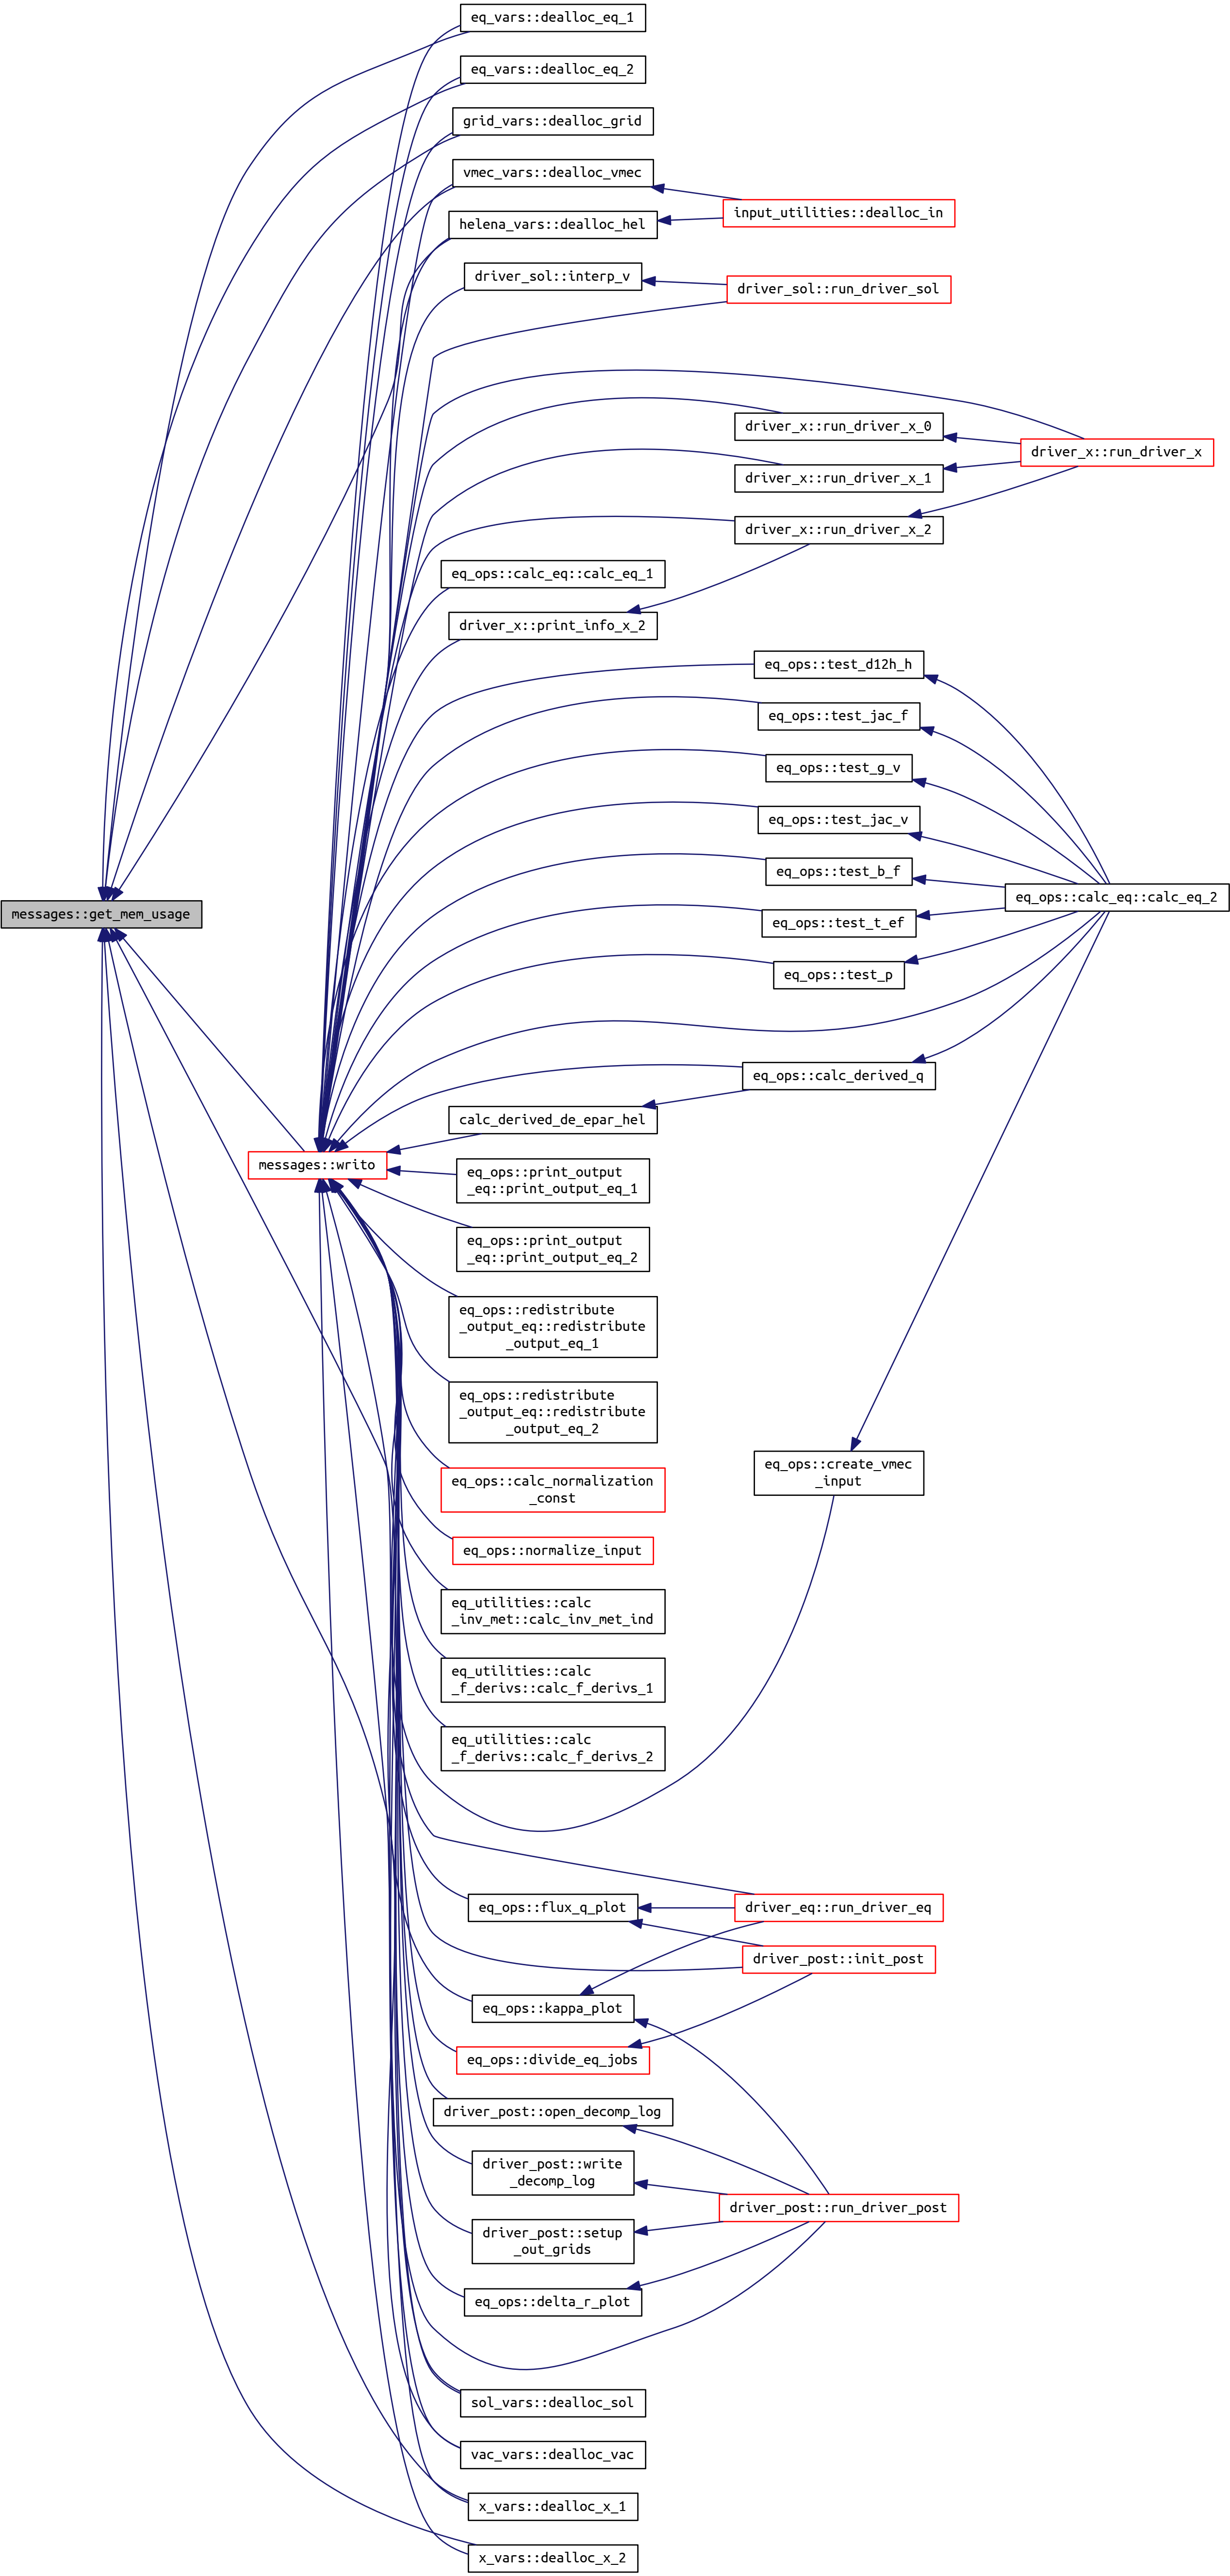 eq_vars::dealloc_eq_1
eq_vars::dealloc_eq_2
grid_vars::dealloc_grid
vmec_vars::dealloc_vmec
input_utilities::dealloc_in
helena_vars::dealloc_hel
driver_sol::interp_v
driver_sol::run_driver_sol
driver_x::run_driver_x_0
driver_x::run_driver_x
driver_x::run_driver_x_1
driver_x::run_driver_x_2
eq_ops::calc_eq::calc_eq_1
driver_x::print_info_x_2
eq_ops::test_d12h_h
eq_ops::test_jac_f
eq_ops::test_g_v
eq_ops::test_jac_v
eq_ops::test_b_f
eq_ops::calc_eq::calc_eq_2
messages::get_mem_usage
eq_ops::test_t_ef
eq_ops::test_p
eq_ops::calc_derived_q
calc_derived_de_epar_hel
messages::writo
eq_ops::print_output
_eq::print_output_eq_1
eq_ops::print_output
_eq::print_output_eq_2
eq_ops::redistribute
_output_eq::redistribute
_output_eq_1
eq_ops::redistribute
_output_eq::redistribute
_output_eq_2
eq_ops::create_vmec
_input
eq_ops::calc_normalization
_const
eq_ops::normalize_input
eq_utilities::calc
_inv_met::calc_inv_met_ind
eq_utilities::calc
_f_derivs::calc_f_derivs_1
eq_utilities::calc
_f_derivs::calc_f_derivs_2
eq_ops::flux_q_plot
driver_eq::run_driver_eq
driver_post::init_post
eq_ops::kappa_plot
eq_ops::divide_eq_jobs
driver_post::open_decomp_log
driver_post::write
_decomp_log
driver_post::run_driver_post
driver_post::setup
_out_grids
eq_ops::delta_r_plot
sol_vars::dealloc_sol
vac_vars::dealloc_vac
x_vars::dealloc_x_1
x_vars::dealloc_x_2